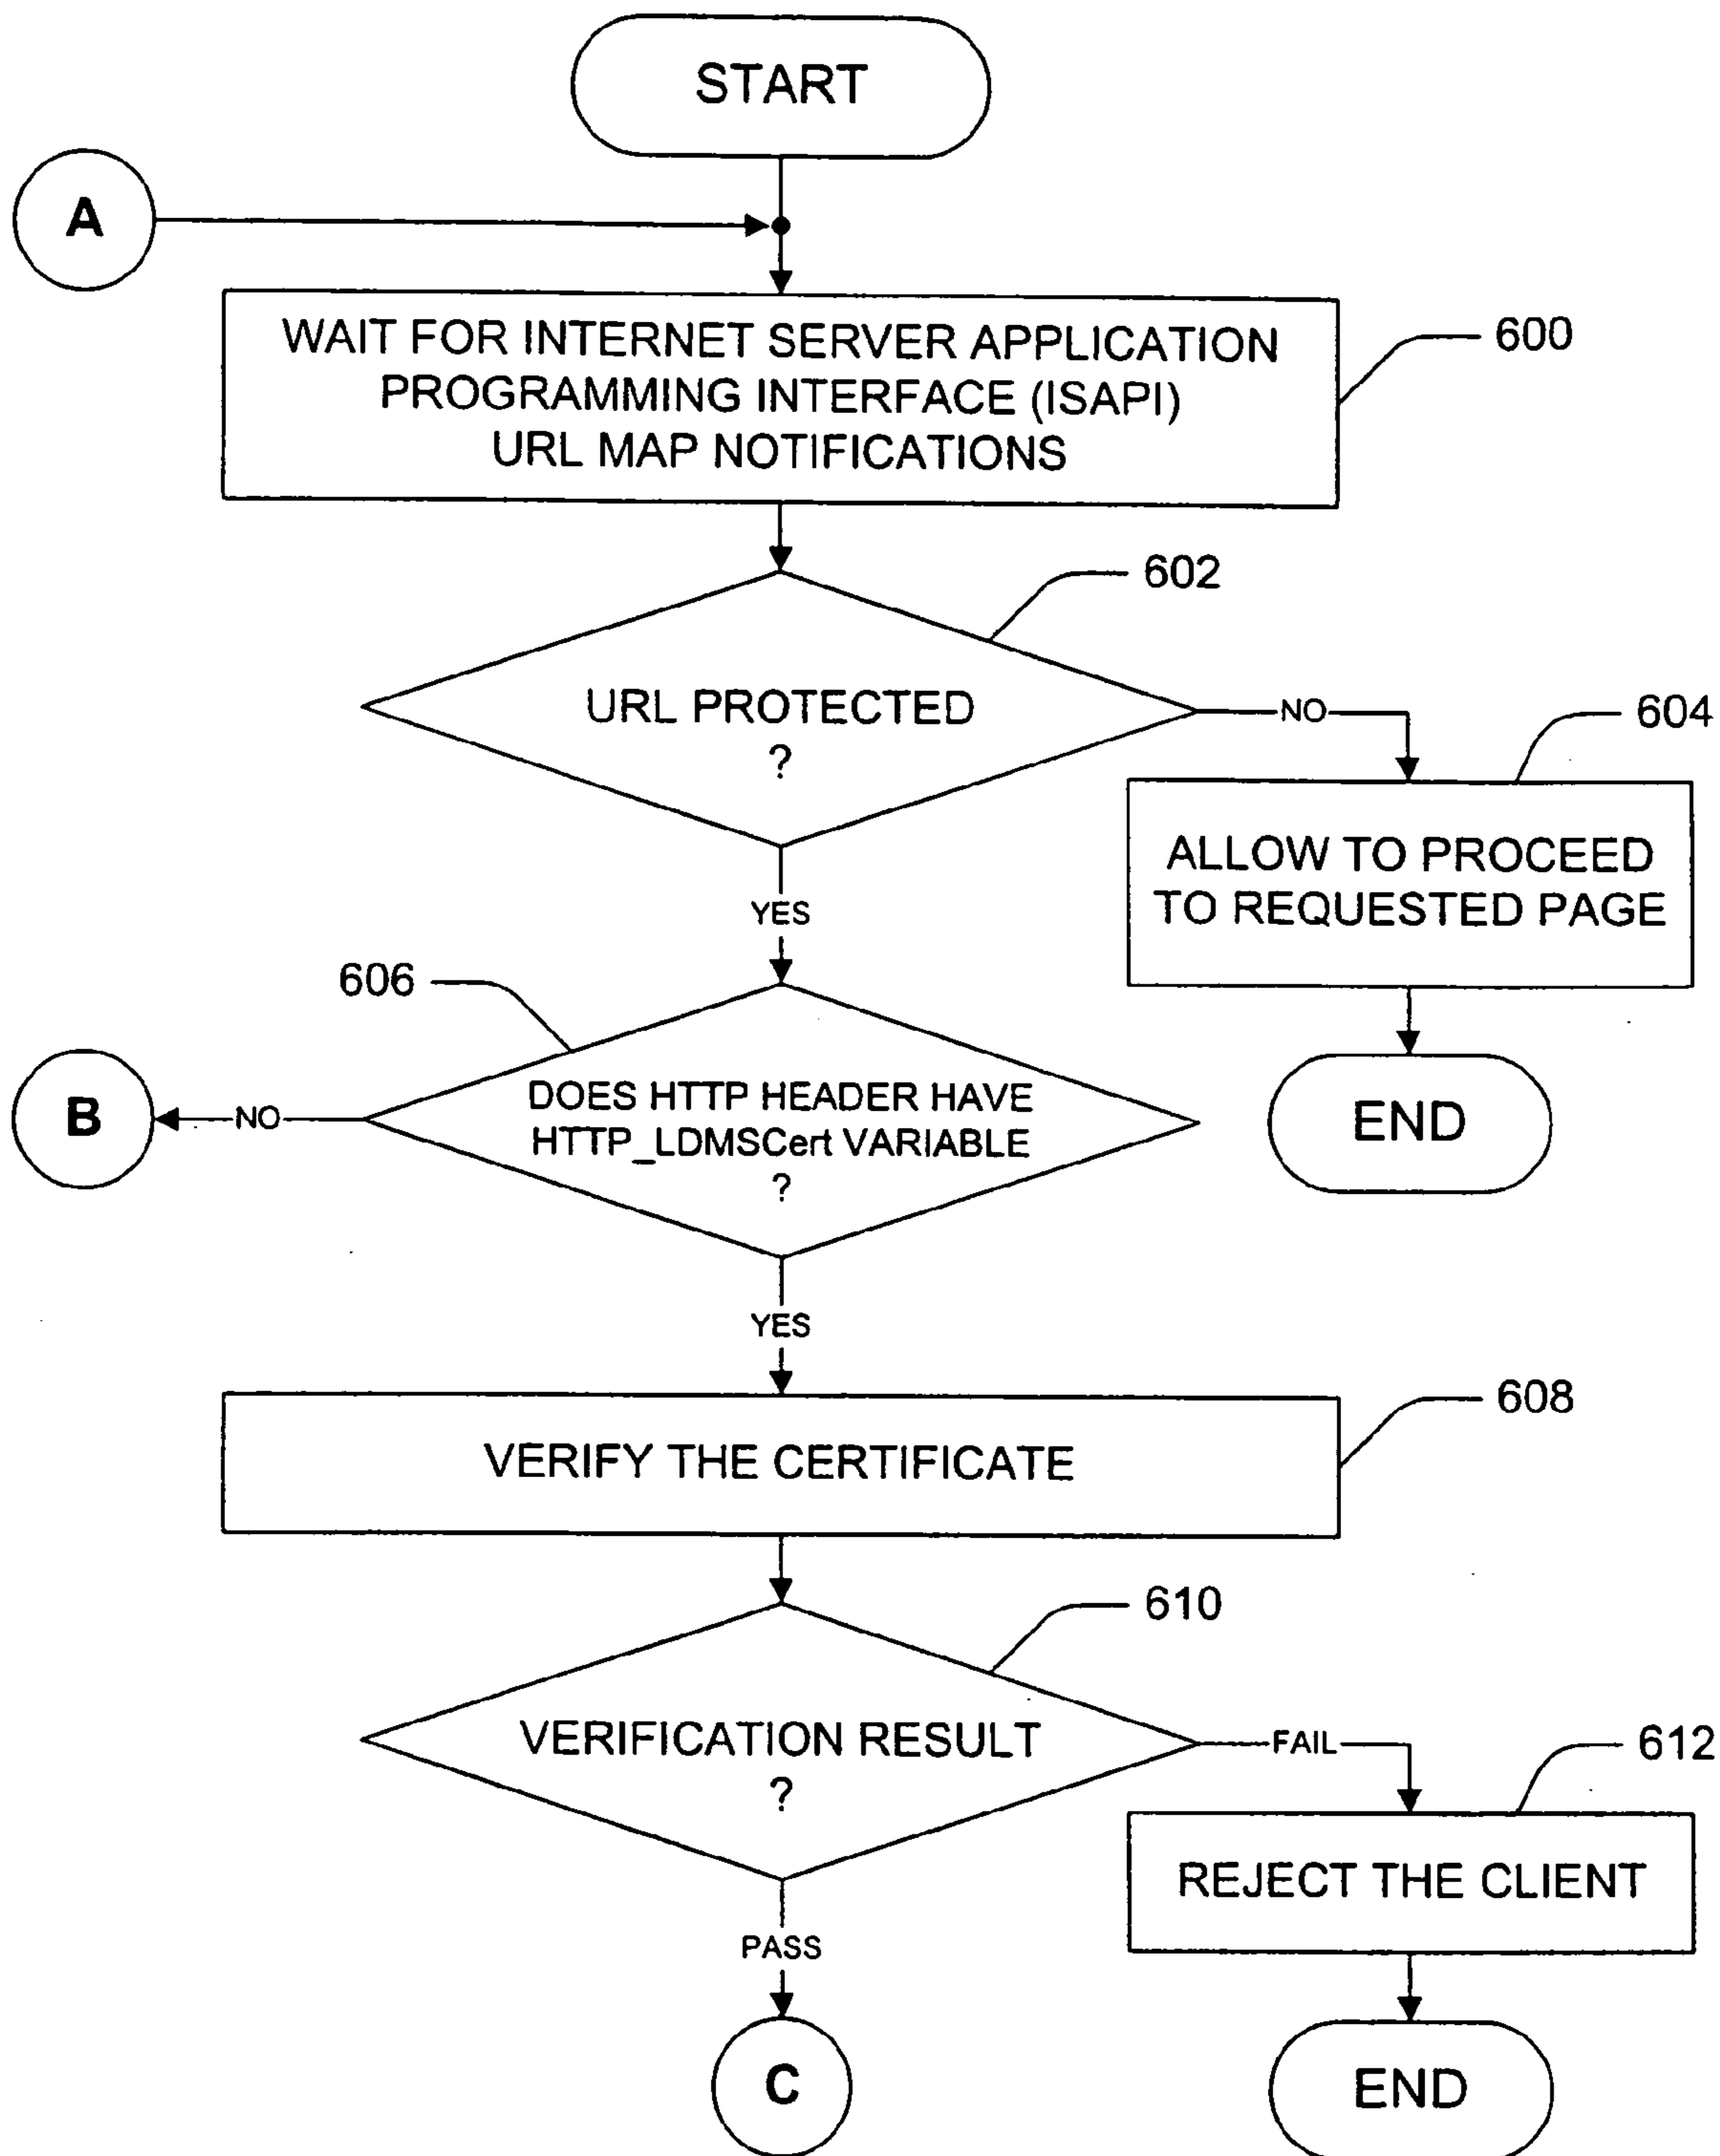 START
A
WAIT FOR INTERNET SERVER APPLICATION
PROGRAMMING INTERFACE (ISAPI)
URL MAP NOTIFICATIONS
600
602
URL PROTECTED
?
NO
604
ALLOW TO PROCEED
TO REQUESTED PAGE
YES
606
DOES HTTP HEADER HAVE
HTTP_LDMSCert VARIABLE
?
B
NO
END
YES
608
VERIFY THE CERTIFICATE
610
VERIFICATION RESULT
?
FAIL
612
REJECT THE CLIENT
PASS
C
END